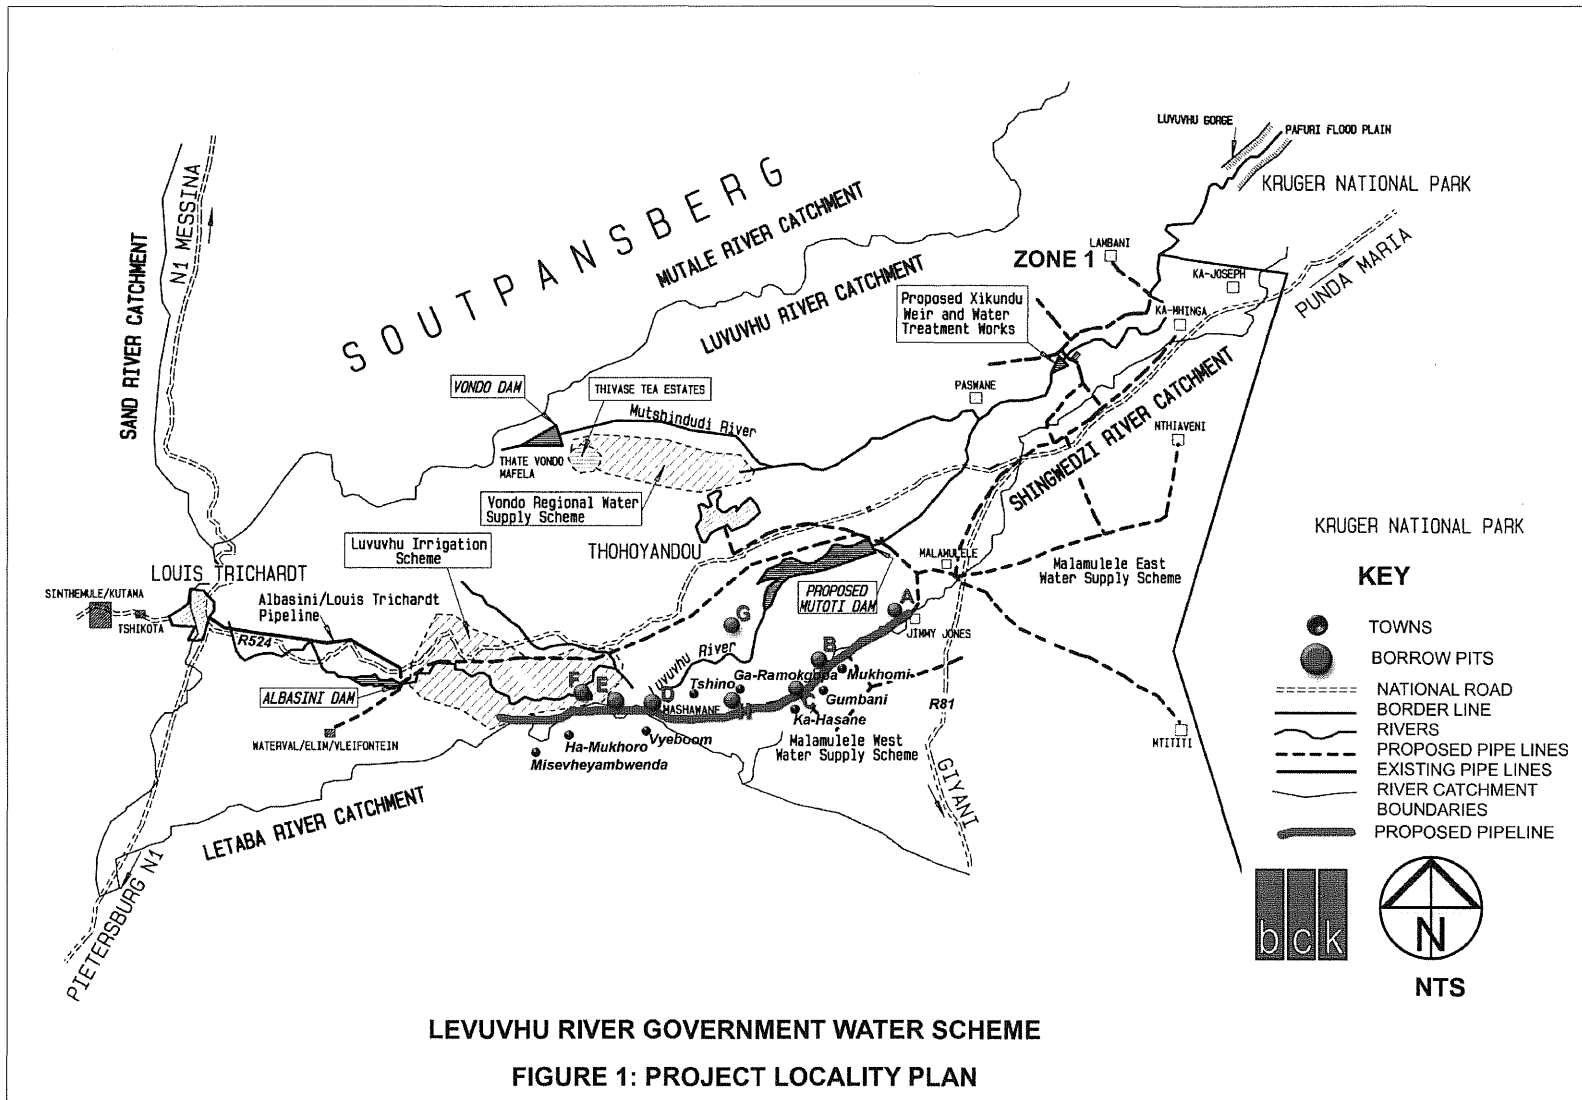 LUVUVHU GORGE
PAFURI FLOOD PLAIN
KRUGER NATIONAL PARK
N1 MESSINA
SAND RIVER CATCHMENT
SOUTPANSBERG
MUTALE RIVER CATCHMENT
LUVUVHU RIVER CATCHMENT
ZONE 1
LAMBANI
KA-JOSEPH
KA-MHINGA
PUNDA MARIA
Proposed Xikundu
Weir and Water
Treatment Works
PASWANE
SHINGWEDZI RIVER CATCHMENT
NTHIAVENI
VONDO DAM
THIVASE TEA ESTATES
Mutshindudi River
THATE VONDO
MAFELA
Vondo Regional Water
Supply Scheme
THOHOYANDOU
Luvuvhu Irrigation
Scheme
LOUIS TRICHARDT
SINTHEMULE/KUTAMA
TSHIKOTA
Albasini/Louis Trichardt
Pipeline
R524
ALBASINI DAM
WATERVAL/ELIM/VLEIFONTEIN
PROPOSED
MUTOTI DAM
MALAMULELE
Malamulele East
Water Supply Scheme
KRUGER NATIONAL PARK
A
JIMMY JONES
G
B
Luvuvhu River
Tshino
Ga-Ramokgopa
Mukhomi
Gumbani
F
E
D
MASHAWANE
H
C
Ka-Hasane
R81
Malamulele West
Water Supply Scheme
Vyeboom
Ha-Mukhoro
Misevheyambwenda
MTITITI
GIYANI
LETABA RIVER CATCHMENT
PIETERSBURG N1
KEY
TOWNS
BORROW PITS
NATIONAL ROAD
BORDER LINE
RIVERS
PROPOSED PIPE LINES
EXISTING PIPE LINES
RIVER CATCHMENT
BOUNDARIES
PROPOSED PIPELINE
bck
N
NTS
LEVUVHU RIVER GOVERNMENT WATER SCHEME
FIGURE 1: PROJECT LOCALITY PLAN